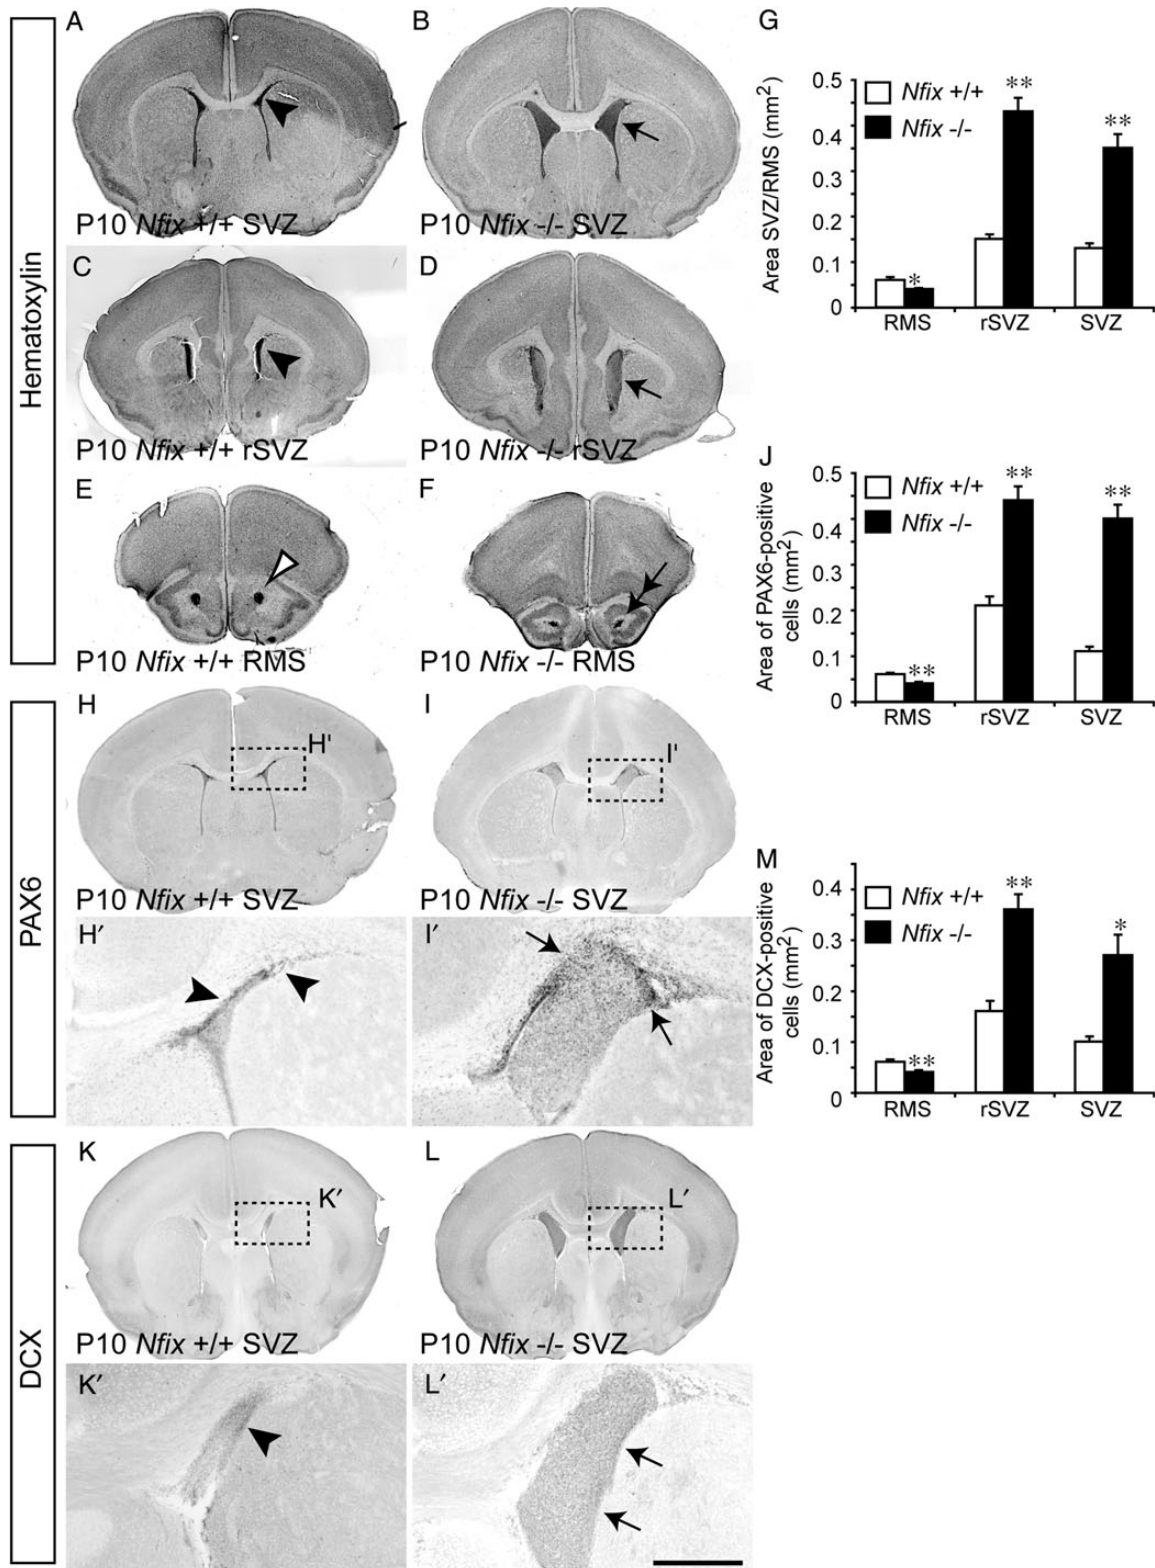 Hematoxylin
A
P10 Nfix +/+ SVZ
B
P10 Nfix -/- SVZ
C
P10 Nfix +/+ rSVZ
D
P10 Nfix -/- rSVZ
E
P10 Nfix +/+ RMS
F
P10 Nfix -/- RMS
G
Area SVZ/RMS (mm²)
0.5
0.4
0.3
0.2
0.1
0
Nfix +/+
Nfix -/-
*
**
**
RMS rSVZ SVZ
PAX6
H
H'
P10 Nfix +/+ SVZ
I
I'
P10 Nfix -/- SVZ
H′
I′
J
Area of PAX6-positive
cells (mm²)
0.5
0.4
0.3
0.2
0.1
0
Nfix +/+
Nfix -/-
**
**
**
RMS rSVZ SVZ
DCX
K
K′
P10 Nfix +/+ SVZ
L
L′
P10 Nfix -/- SVZ
K′
L′
M
Area of DCX-positive
cells (mm²)
0.4
0.3
0.2
0.1
0
Nfix +/+
Nfix -/-
**
**
*
RMS rSVZ SVZ